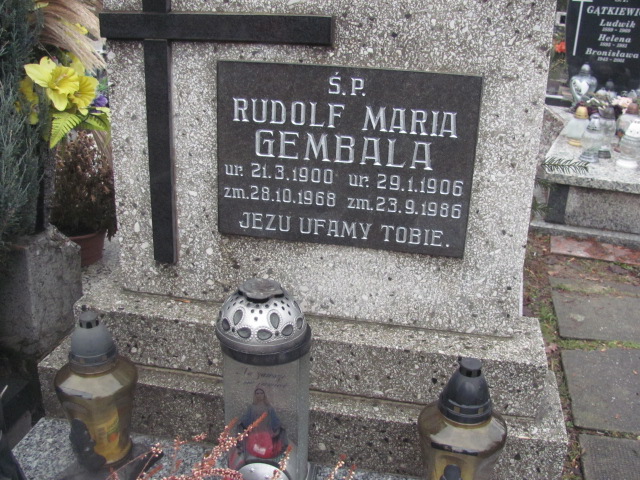 Ś.P.
RUDOLF MARIA
GEMBALA
ur. 21.3.1900 ur. 29.1.1906
zm. 28.10.1968 zm. 23.9.1986
JEZU UFAMY TOBIE.
GĄTKIEWIC
Ludwik
Helena
Bronisława